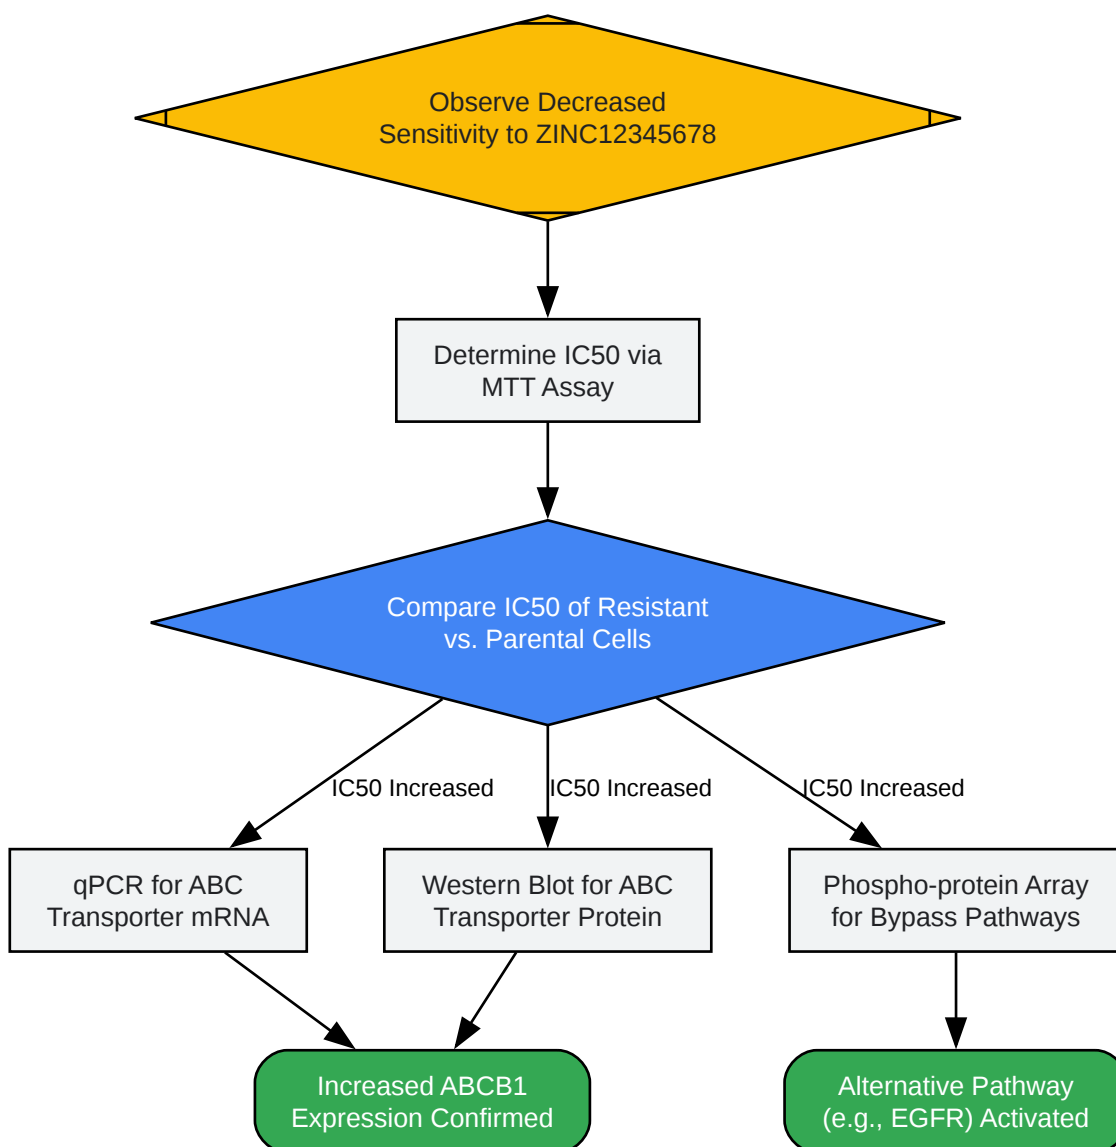 Observe Decreased
Sensitivity to ZINC12345678
Determine IC50 via
MTT Assay
Compare IC50 of Resistant
vs. Parental Cells
IC50 Increased
IC50 Increased
IC50 Increased
qPCR for ABC
Transporter mRNA
Western Blot for ABC
Transporter Protein
Phospho-protein Array
for Bypass Pathways
Increased ABCB1
Expression Confirmed
Alternative Pathway
(e.g., EGFR) Activated